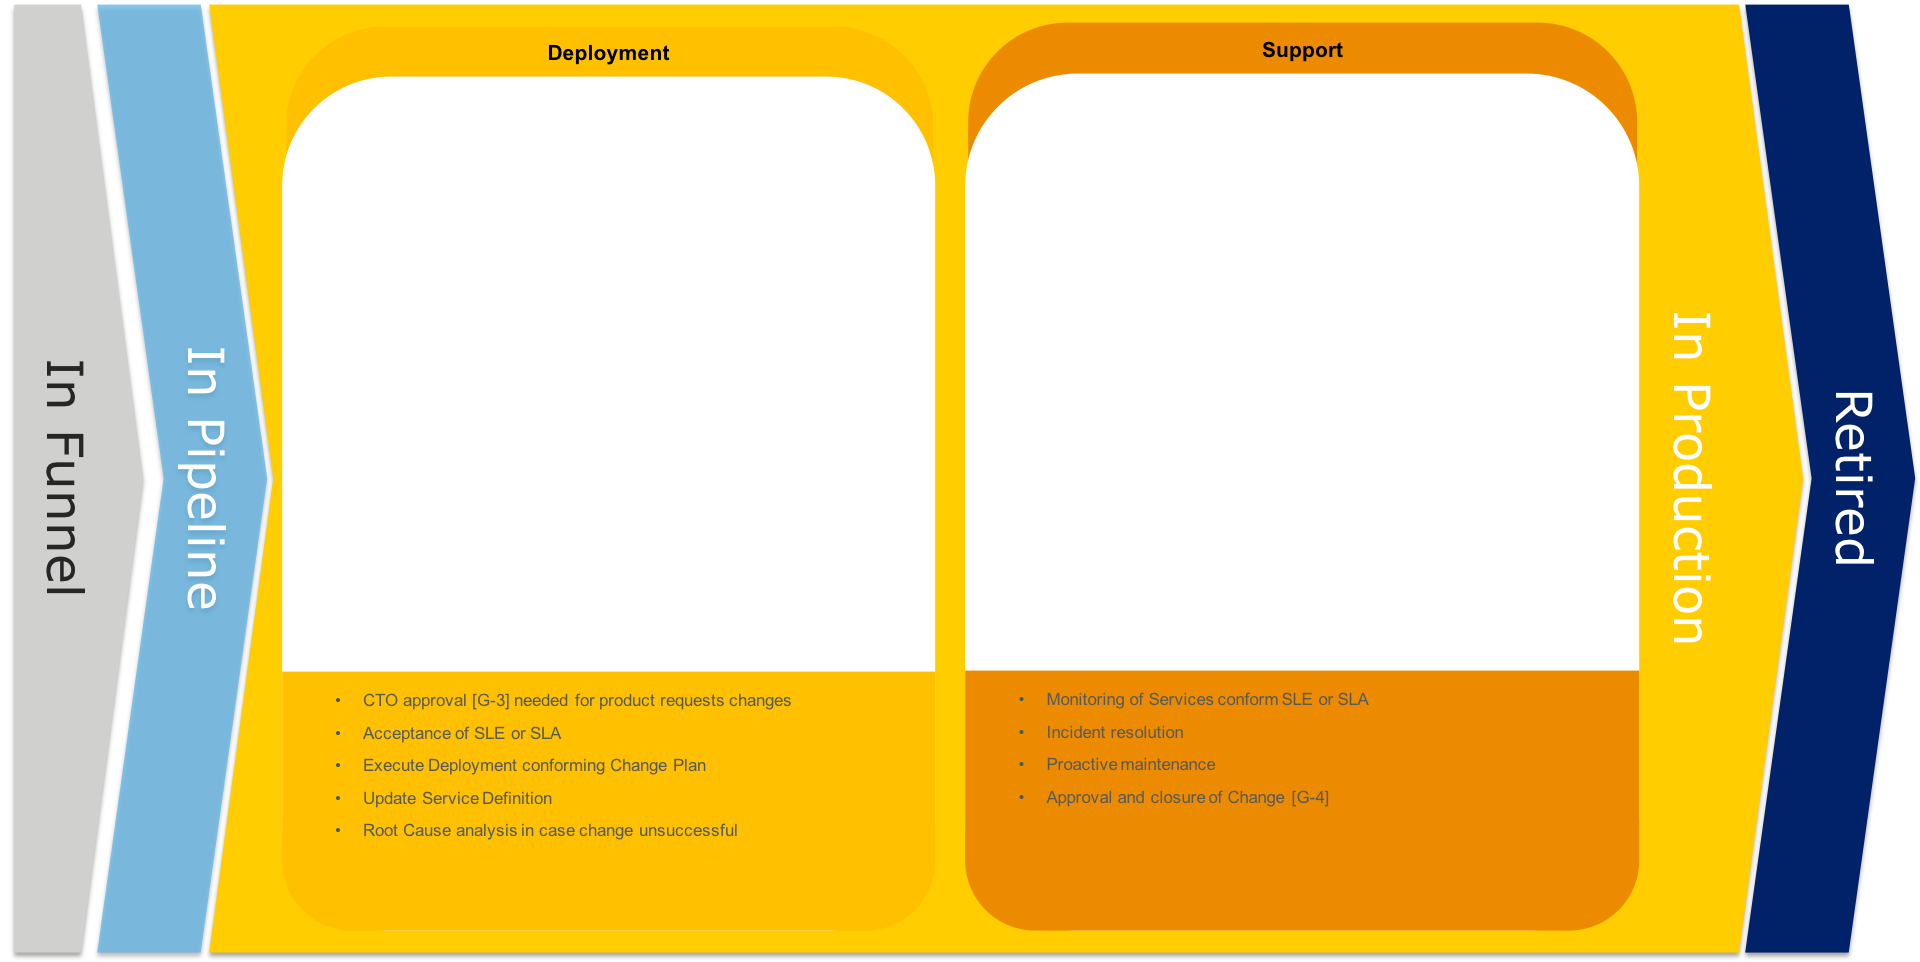 In Funnel
In Pipeline
Deployment
• CTO approval [G-3] needed for product requests changes
• Acceptance of SLE or SLA
• Execute Deployment conforming Change Plan
• Update Service Definition
• Root Cause analysis in case change unsuccessful
Support
• Monitoring of Services conform SLE or SLA
• Incident resolution
• Proactive maintenance
• Approval and closure of Change [G-4]
In Production
Retired